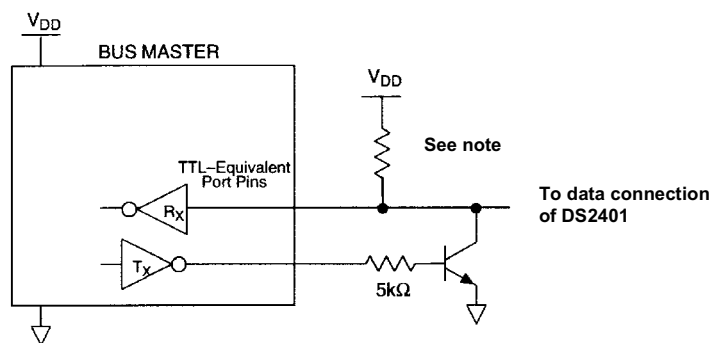 VDD
BUS MASTER
VDD
See note
TTL–Equivalent
Port Pins
RX
To data connection
of DS2401
TX
5kΩ